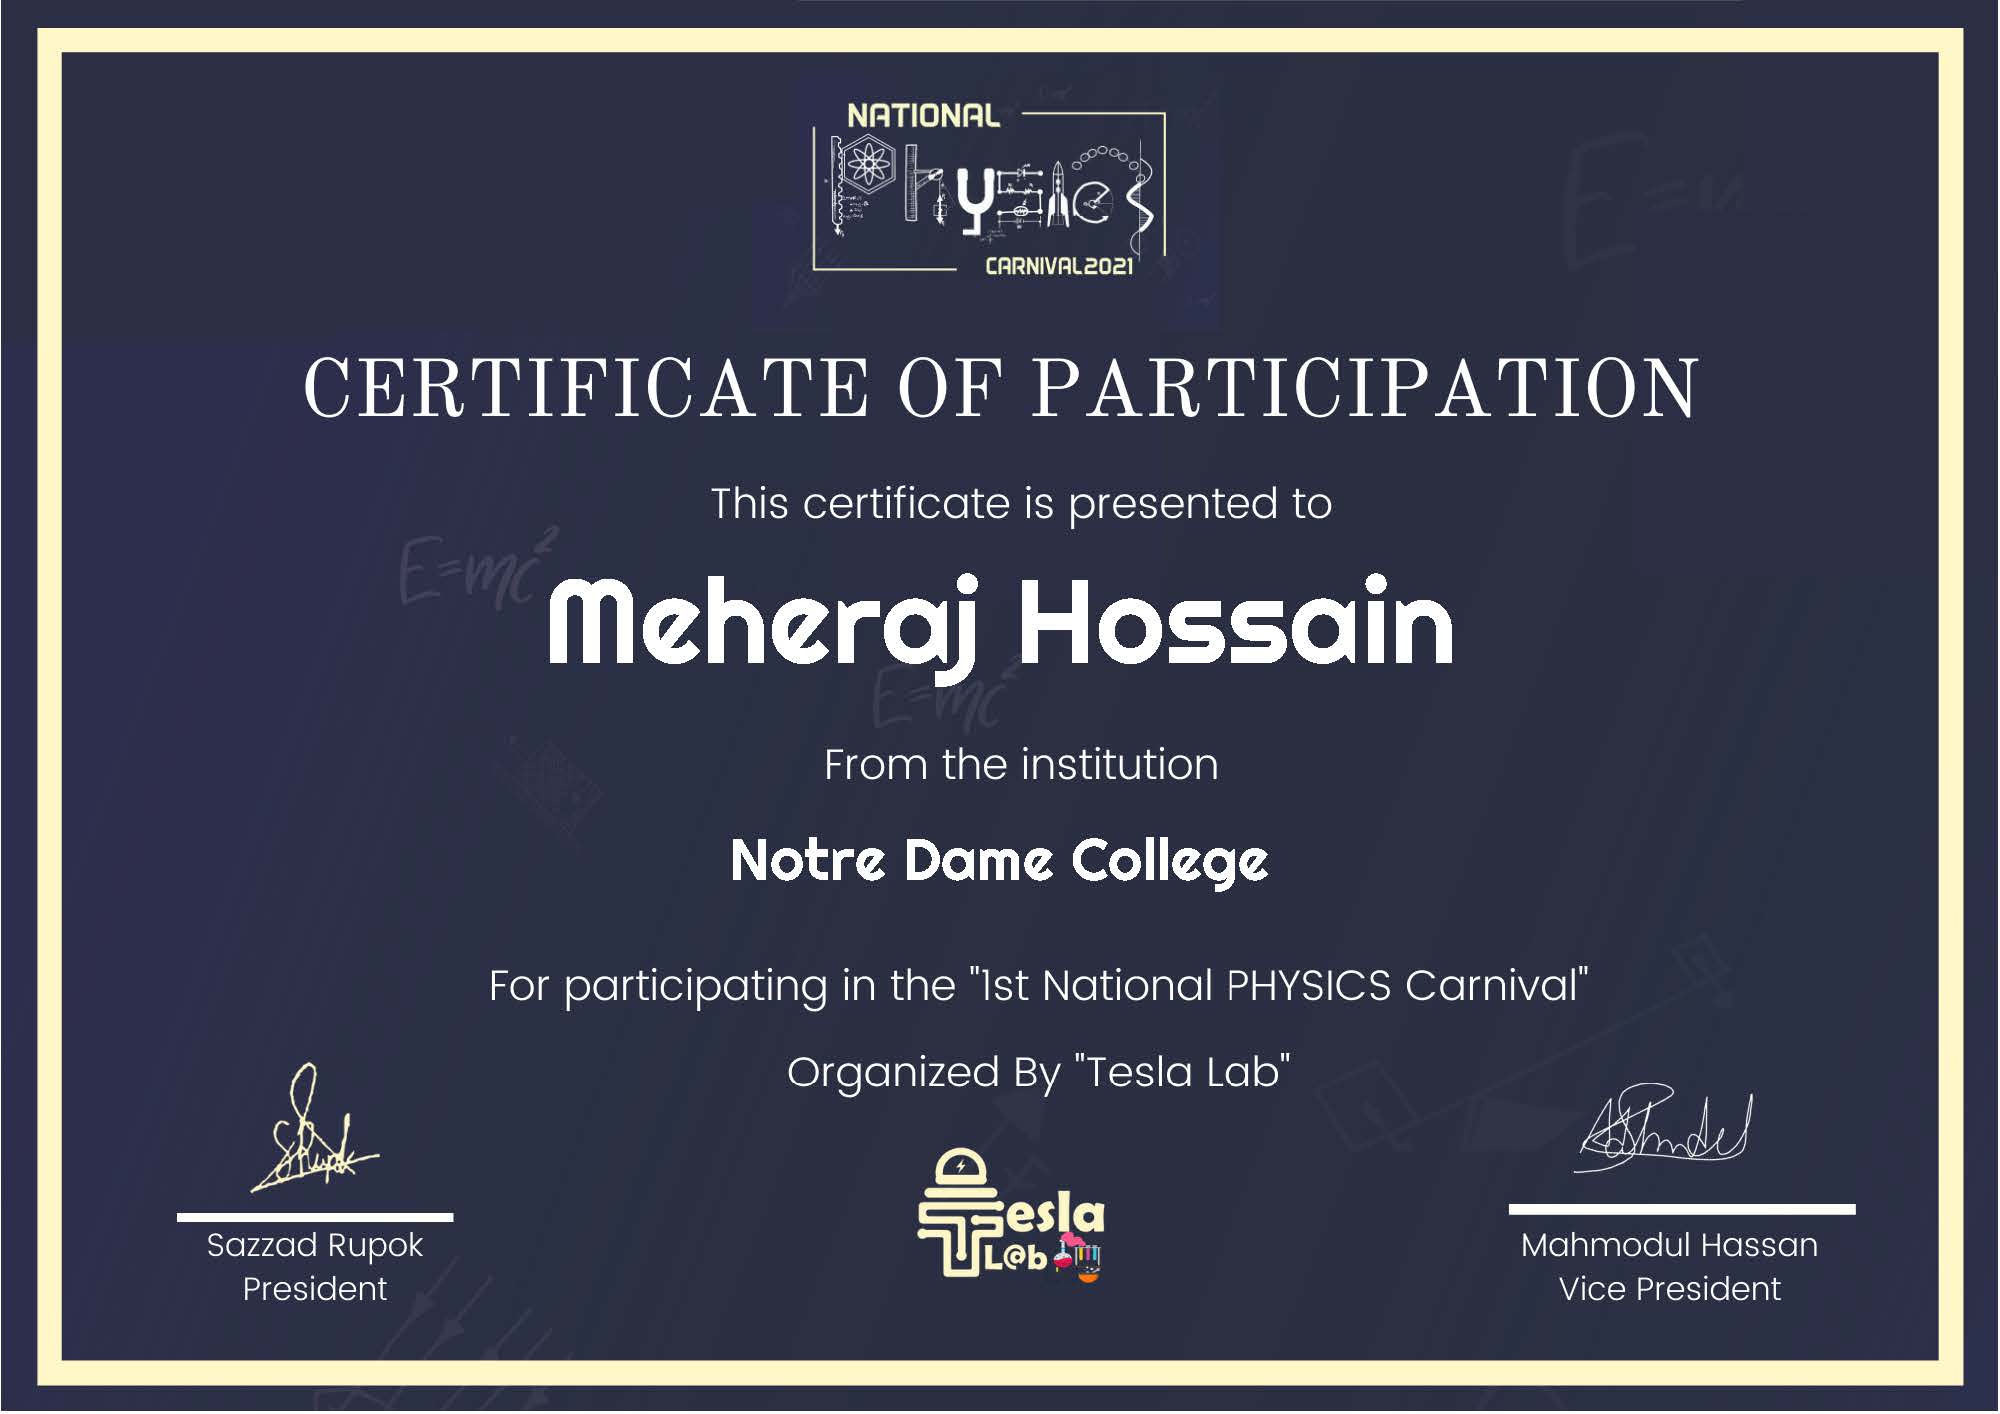 NATIONAL
Physics
CARNIVAL2021
CERTIFICATE OF PARTICIPATION
This certificate is presented to
E=mc²
Meheraj Hossain
E=mc²
From the institution
Notre Dame College
For participating in the "1st National PHYSICS Carnival"
Organized By "Tesla Lab"
Tesla
L@b
Sazzad Rupok
President
Mahmodul Hassan
Vice President